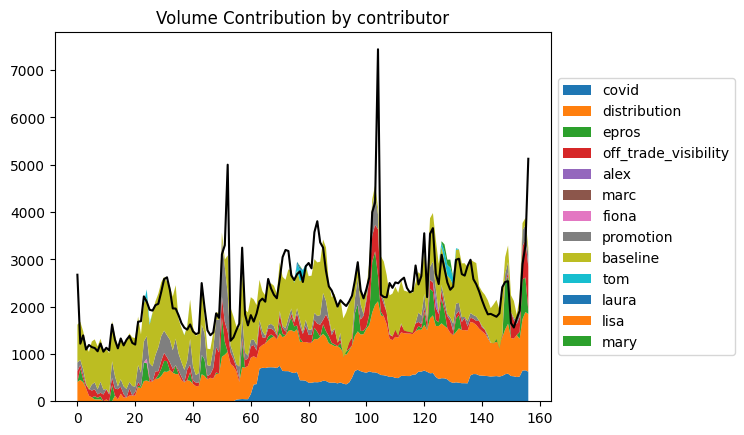 Volume Contribution by contributor
7000
6000
5000
4000
3000
2000
1000
0
0 20 40 60 80 100 120 140 160
covid
distribution
epros
off_trade_visibility
alex
marc
fiona
promotion
baseline
tom
laura
lisa
mary